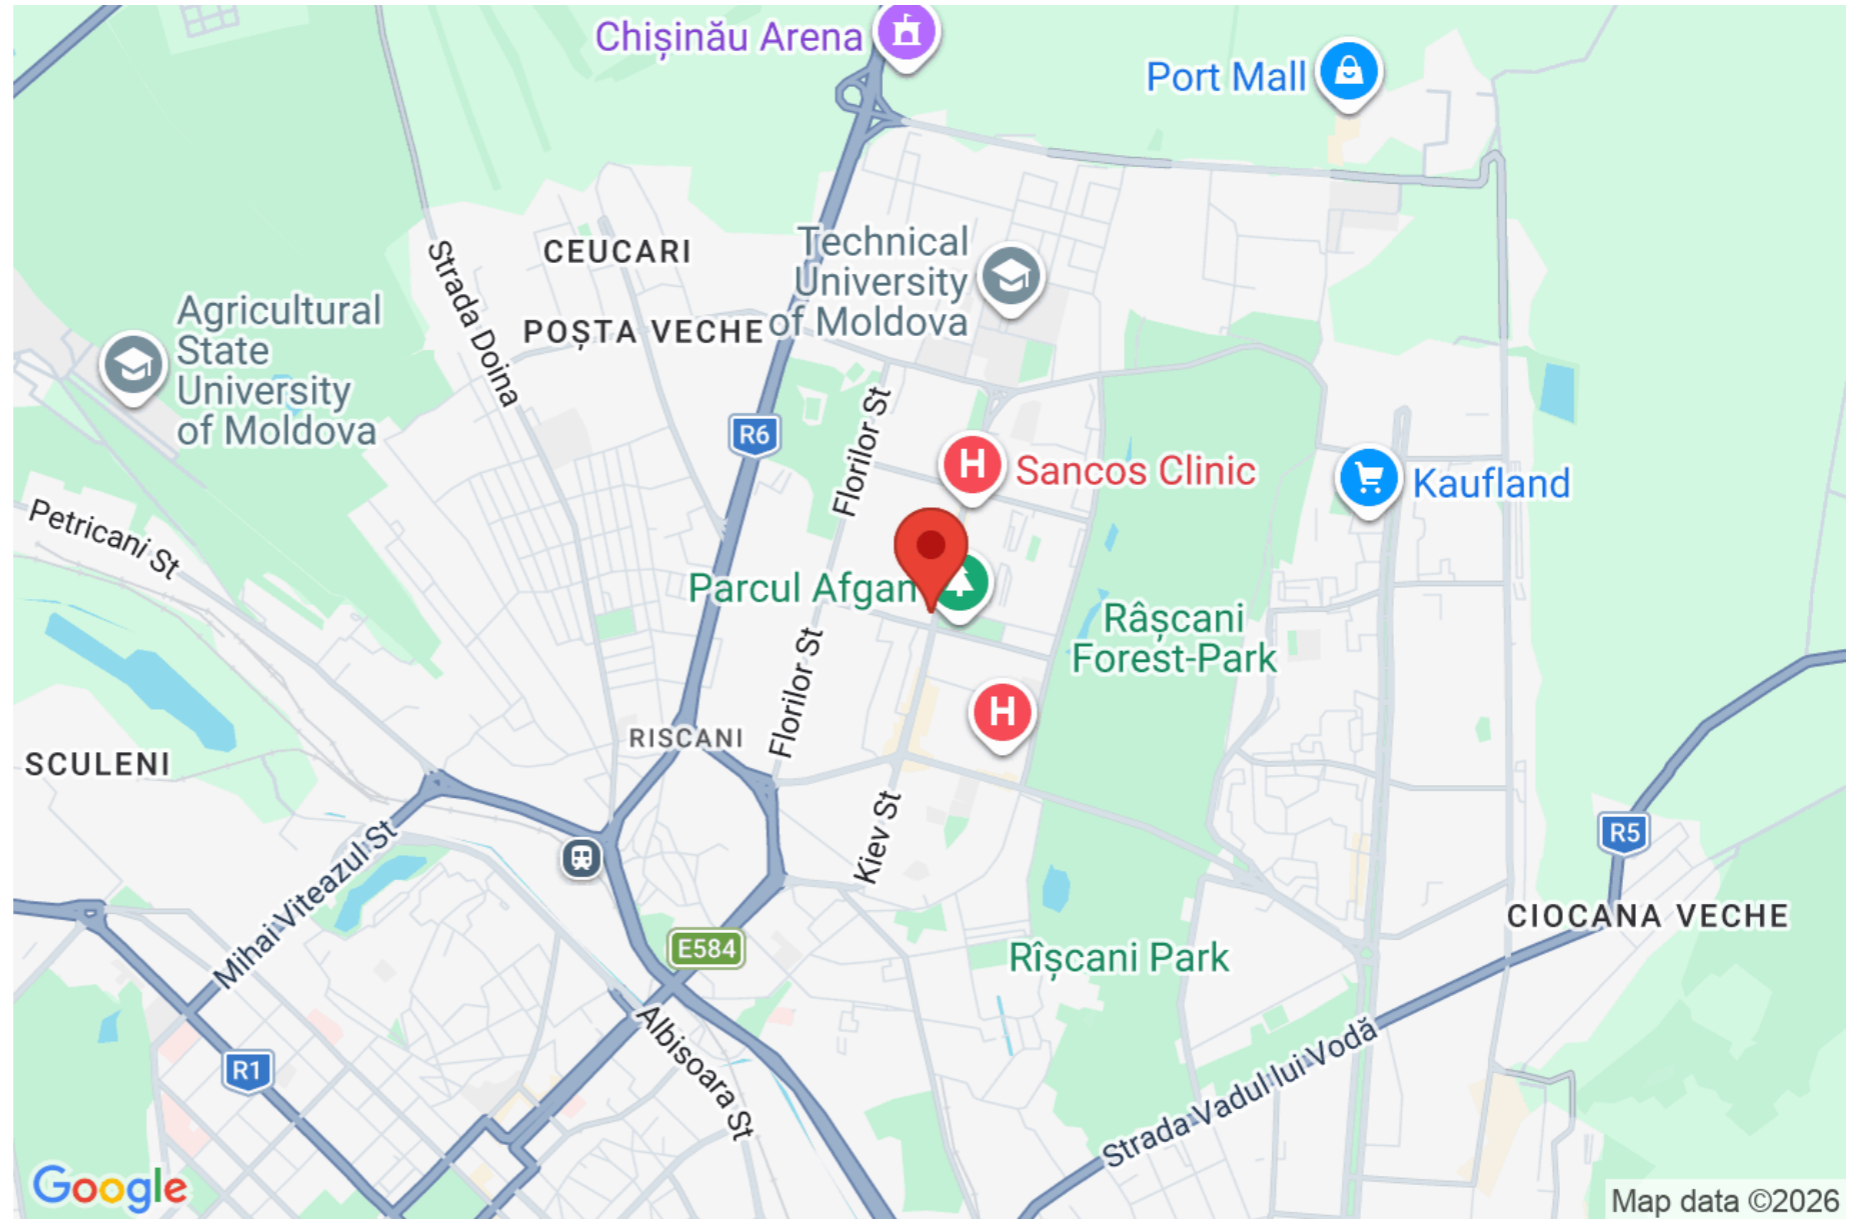 Chișinău Arena
Port Mall
CEUCARI
Technical
University
of Moldova
Strada Doina
Agricultural
State
University
of Moldova
POȘTA VECHE
R6
Florilor St
H
Sancos Clinic
Kaufland
Petricani St
Parcul Afgan
Râșcani
Forest-Park
Florilor St
H
RISCANI
SCULENI
Kiev St
R5
Mihai Viteazul St
CIOCANA VECHE
E584
Rîșcani Park
Albisoara St
R1
Strada Vadul lui Vodă
Google
Map data ©2026